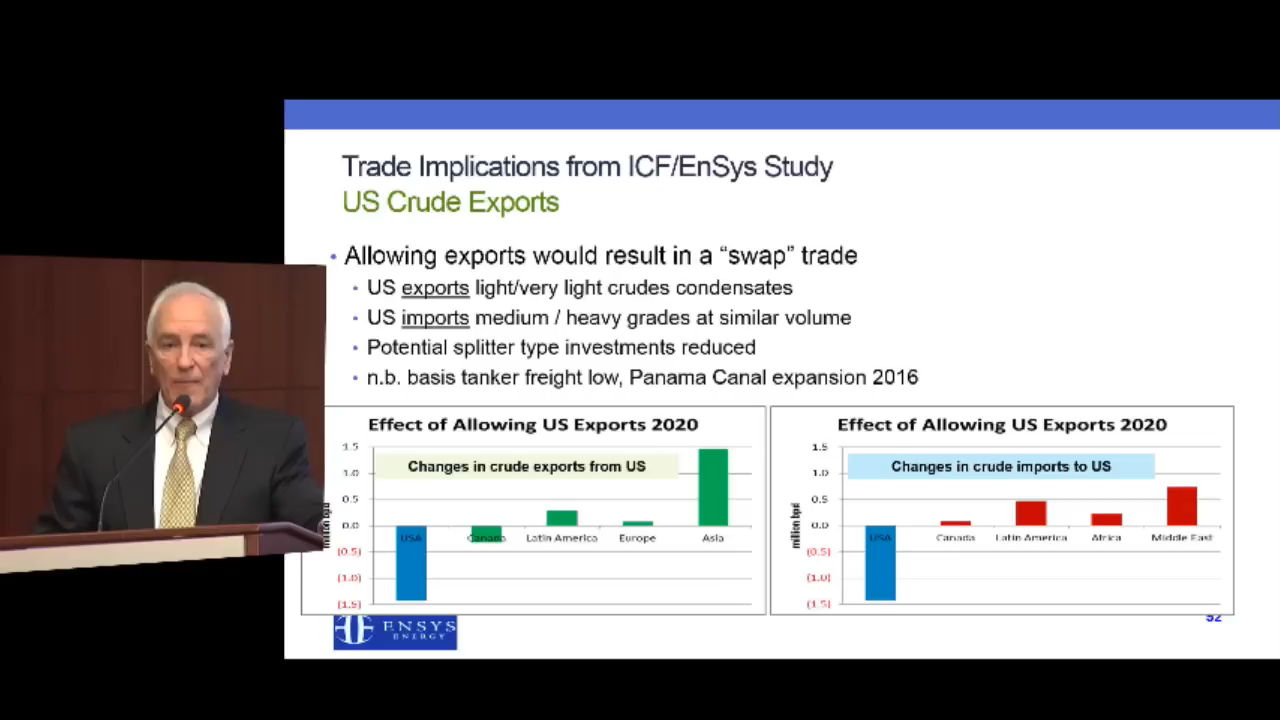 Trade Implications from ICF/EnSys Study
US Crude Exports
• Allowing exports would result in a “swap” trade
• US exports light/very light crudes condensates
• US imports medium / heavy grades at similar volume
• Potential splitter type investments reduced
• n.b. basis tanker freight low, Panama Canal expansion 2016
Effect of Allowing US Exports 2020
Changes in crude exports from US
million bpd
1.5
1.0
0.5
0.0
(0.5)
(1.0)
(1.5)
USA Canada Latin America Europe Asia
Effect of Allowing US Exports 2020
Changes in crude imports to US
million bpd
1.5
1.0
0.5
0.0
(0.5)
(1.0)
(1.5)
USA Canada Latin America Africa Middle East
ENSYS
ENERGY
52